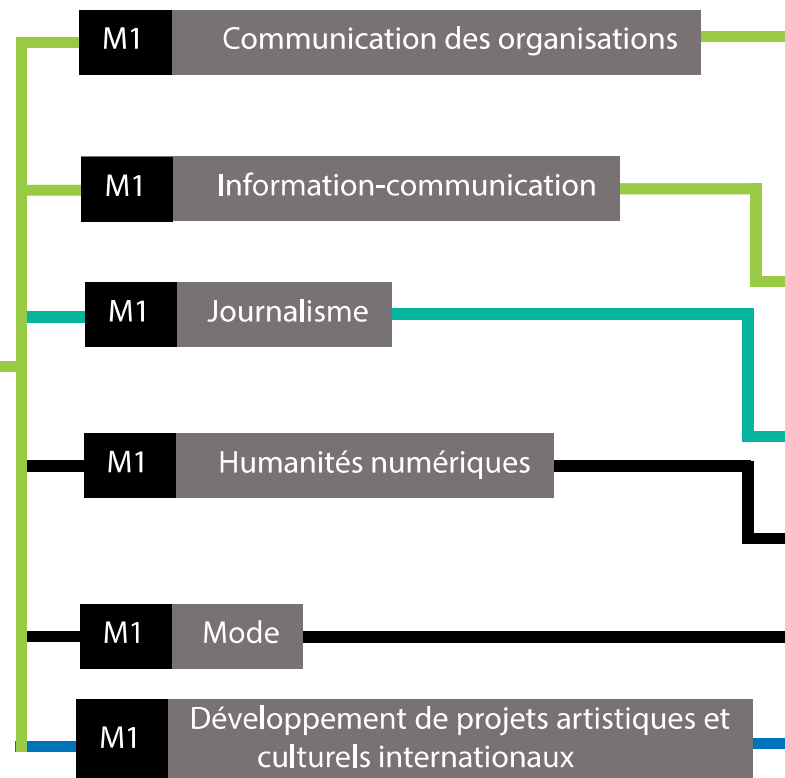 M1 Communication des organisations
M1 Information-communication
M1 Journalisme
M1 Humanités numériques
M1 Mode
M1 Développement de projets artistiques et
culturels internationaux